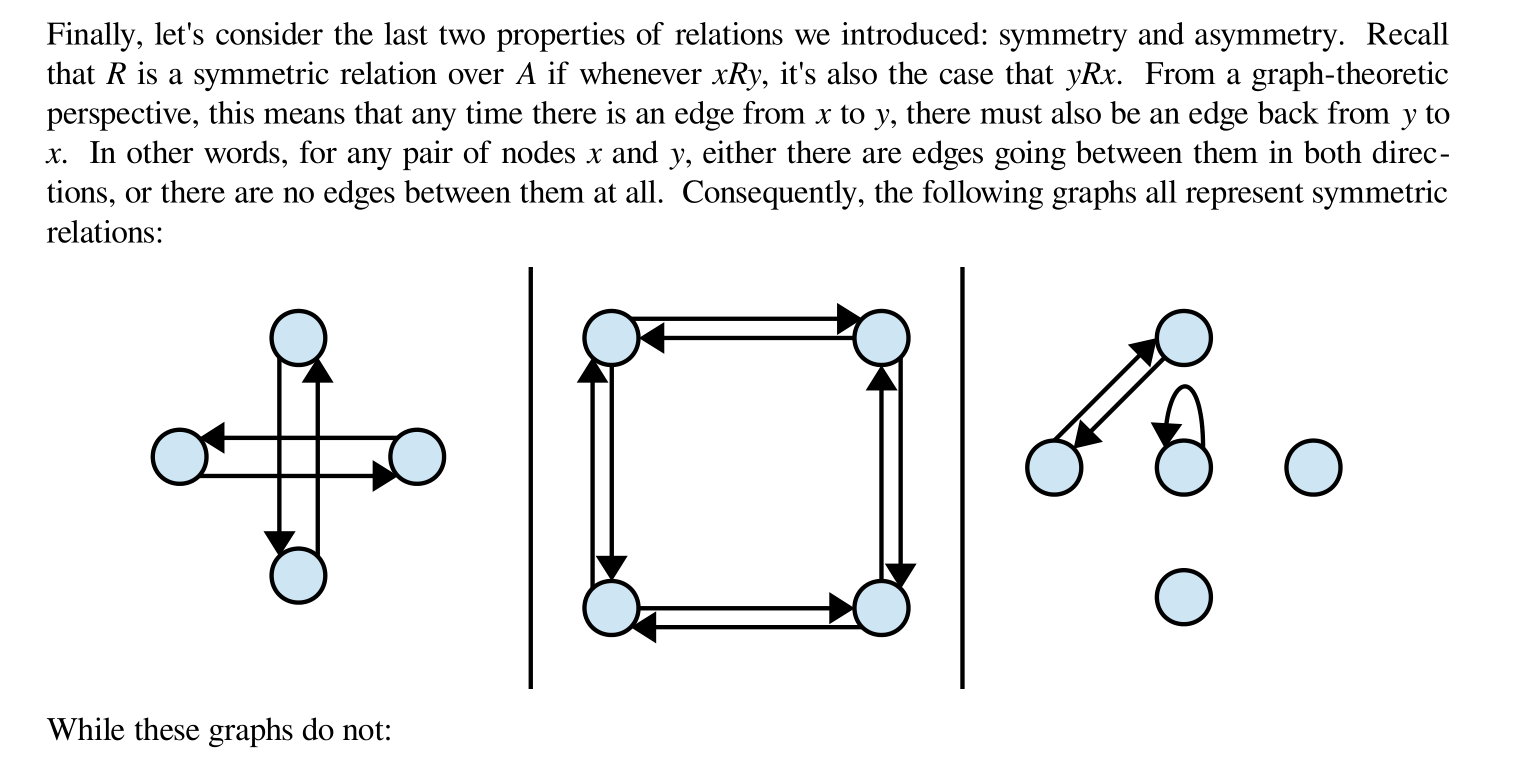 Finally, let's consider the last two properties of relations we introduced: symmetry and asymmetry. Recall
that R is a symmetric relation over A if whenever xRy, it's also the case that yRx. From a graph-theoretic
perspective, this means that any time there is an edge from x to y, there must also be an edge back from y to
x. In other words, for any pair of nodes x and y, either there are edges going between them in both direc-
tions, or there are no edges between them at all. Consequently, the following graphs all represent symmetric
relations:
While these graphs do not: